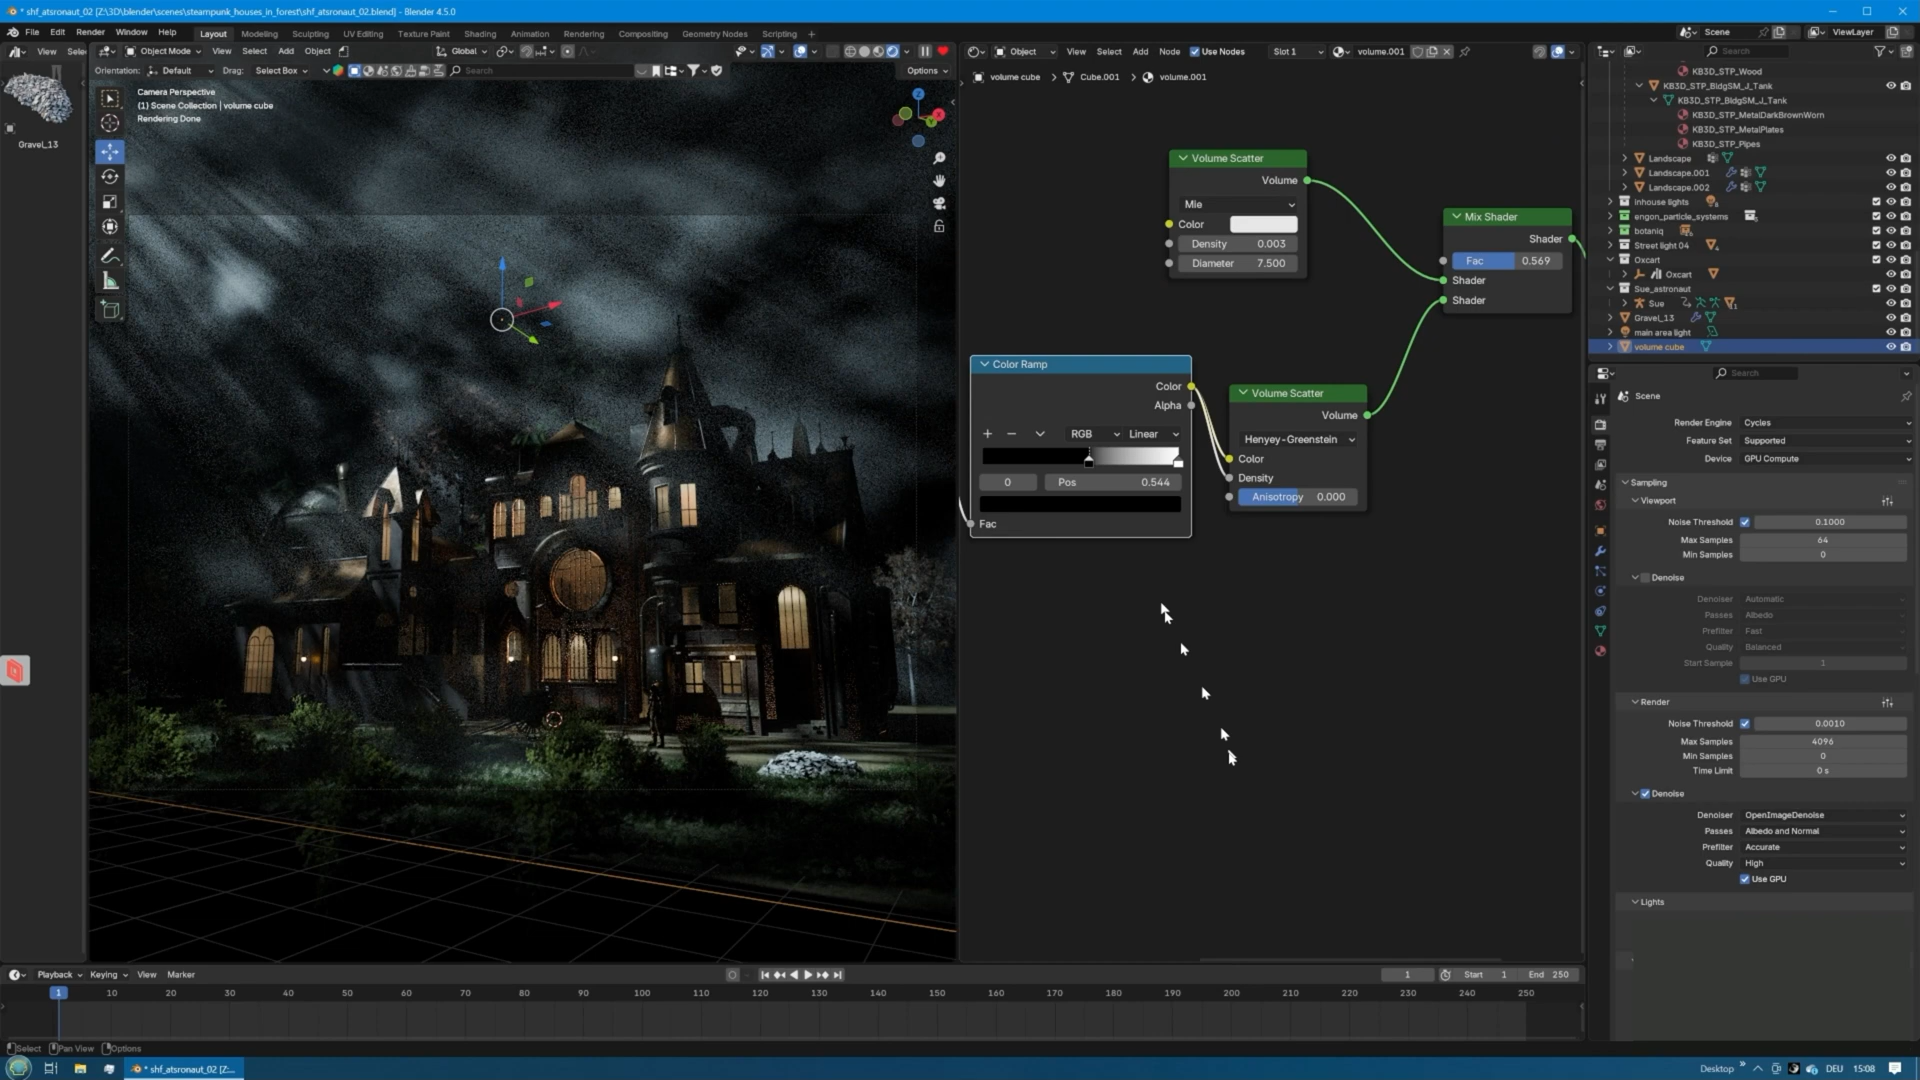 * shf_atsronaut_02 [Z:\3D\blender\scenes\steampunk_houses_in_forest\shf_atsronaut_02.blend] - Blender 4.5.0
File Edit Render Window Help Layout Modeling Sculpting UV Editing Texture Paint Shading Animation Rendering Compositing Geometry Nodes Scripting + Scene ViewLayer
View Selec Object Mode View Select Add Object Global Object View Select Add Node Use Nodes Slot 1 volume.001 Search
Orientation: Default Drag: Select Box Search Options
volume cube > Cube.001 > volume.001
Gravel_13
Camera Perspective
(1) Scene Collection | volume cube
Rendering Done
Volume Scatter
Volume
Mie
Color
Density 0.003
Diameter 7.500
Mix Shader
Shader
Fac 0.569
Shader
Shader
Color Ramp
Color
Alpha
+ − RGB Linear
0 Pos 0.544
Fac
Volume Scatter
Volume
Henyey-Greenstein
Color
Density
Anisotropy 0.000
KB3D_STP_Wood
KB3D_STP_BldgSM_J_Tank
KB3D_STP_BldgSM_J_Tank
KB3D_STP_MetalDarkBrownWorn
KB3D_STP_MetalPlates
KB3D_STP_Pipes
Landscape
Landscape.001
Landscape.002
inhouse lights
engon_particle_systems
botaniq
Street light 04
Oxcart
Oxcart
Sue_astronaut
Sue
Gravel_13
main area light
volume cube
Search
Scene
Render Engine Cycles
Feature Set Supported
Device GPU Compute
Sampling
Viewport
Noise Threshold 0.1000
Max Samples 64
Min Samples 0
Denoise
Denoiser Automatic
Passes Albedo
Prefilter Fast
Quality Balanced
Start Sample 1
Use GPU
Render
Noise Threshold 0.0010
Max Samples 4096
Min Samples 0
Time Limit 0 s
Denoise
Denoiser OpenImageDenoise
Passes Albedo and Normal
Prefilter Accurate
Quality High
Use GPU
Lights
Playback Keying View Marker 1 Start 1 End 250
1 10 20 30 40 50 60 70 80 90 100 110 120 130 140 150 160 170 180 190 200 210 220 230 240 250
Select Pan View Options
* shf_atsronaut_02 [Z:... Desktop DEU 15:08